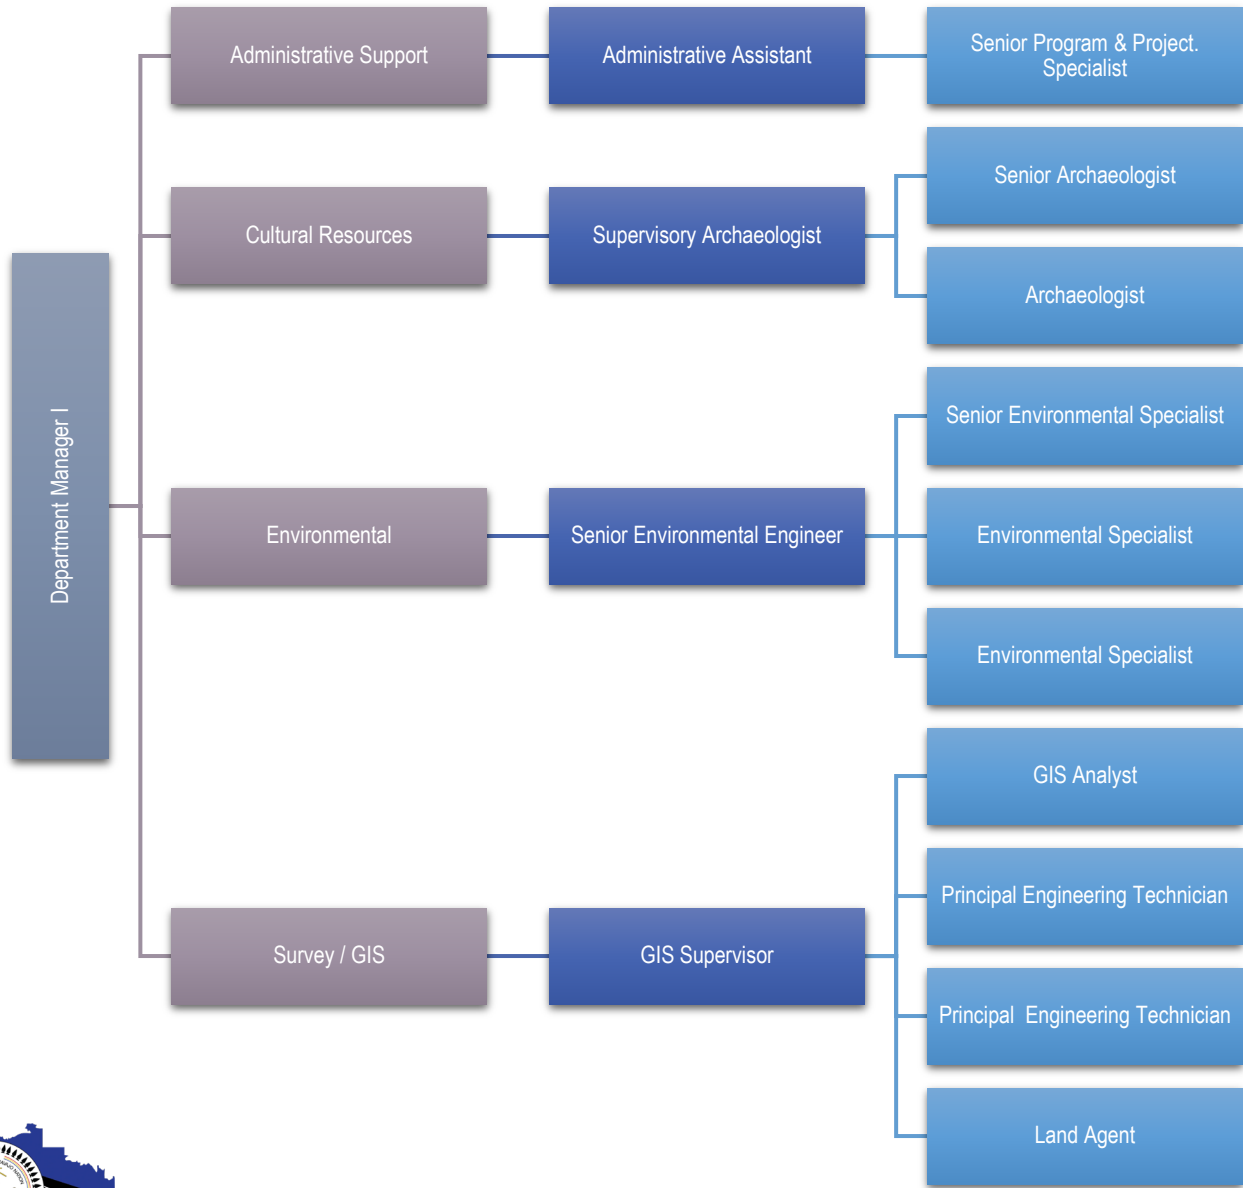 Department Manager I
Administrative Support
Administrative Assistant
Senior Program & Project.
Specialist
Cultural Resources
Supervisory Archaeologist
Senior Archaeologist
Archaeologist
Environmental
Senior Environmental Engineer
Senior Environmental Specialist
Environmental Specialist
Environmental Specialist
Survey / GIS
GIS Supervisor
GIS Analyst
Principal Engineering Technician
Principal  Engineering Technician
Land Agent
NAVAJO NATION